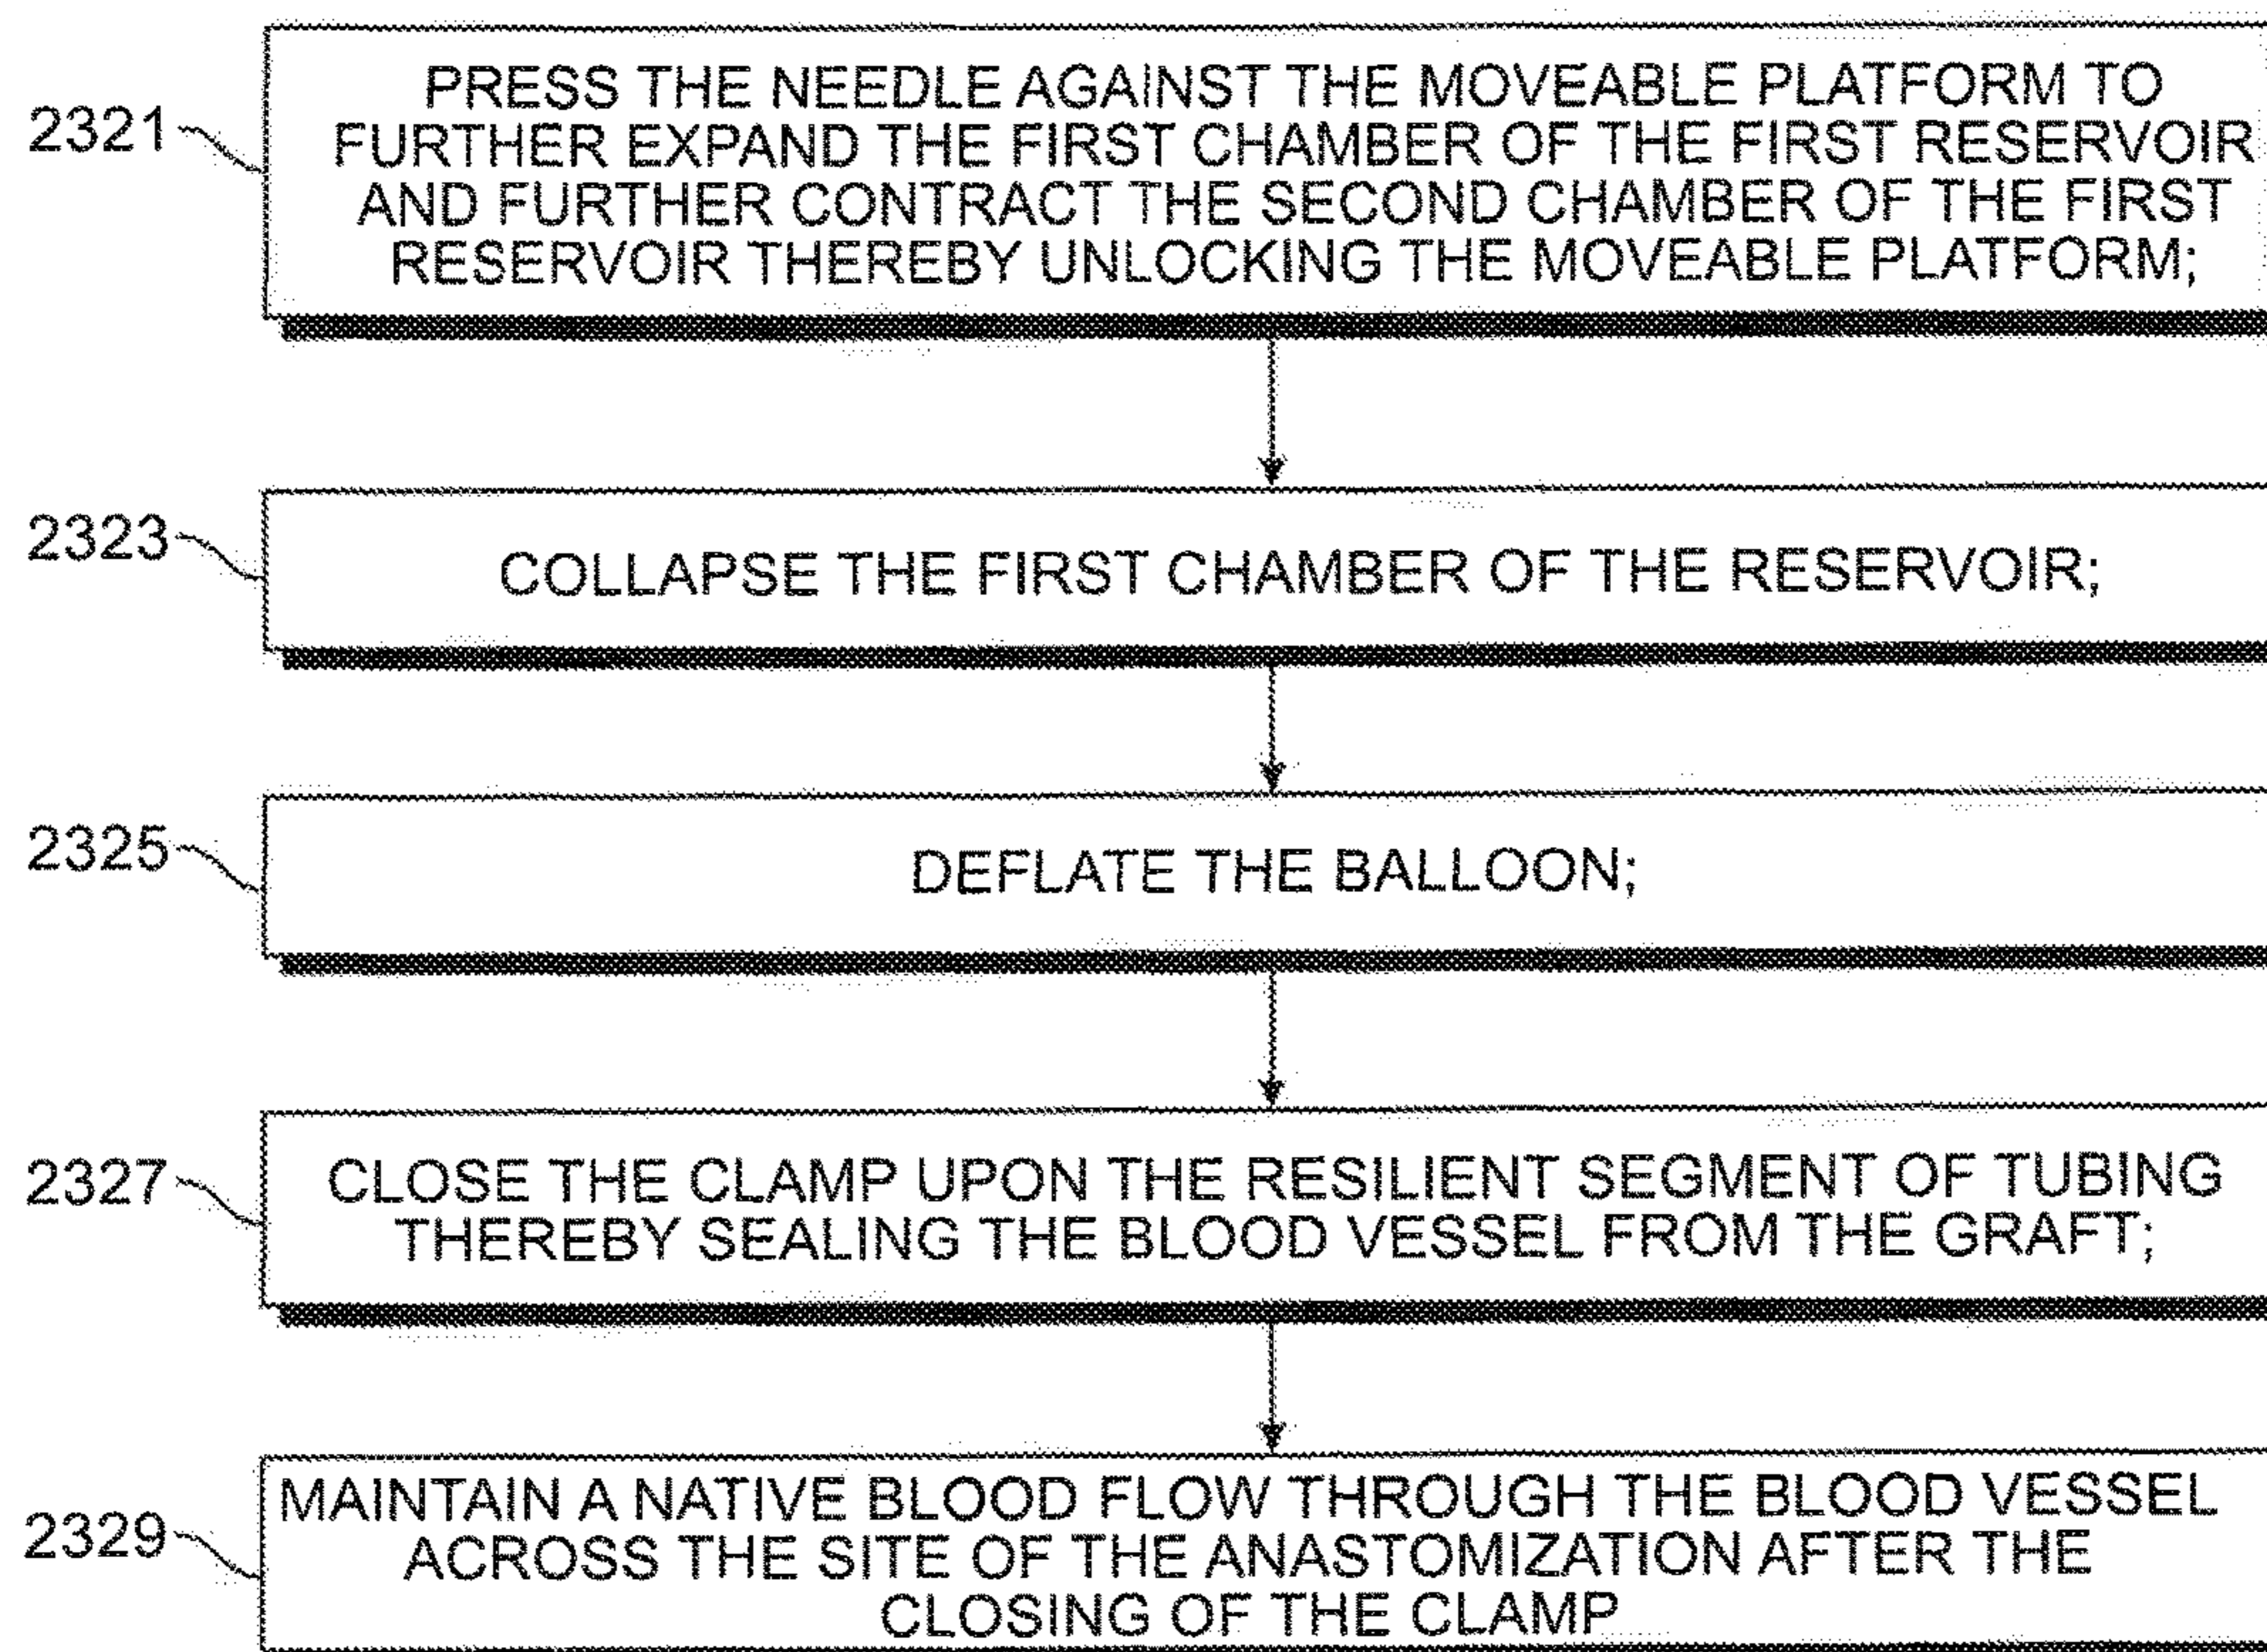 2321
PRESS THE NEEDLE AGAINST THE MOVEABLE PLATFORM TO
FURTHER EXPAND THE FIRST CHAMBER OF THE FIRST RESERVOIR
AND FURTHER CONTRACT THE SECOND CHAMBER OF THE FIRST
RESERVOIR THEREBY UNLOCKING THE MOVEABLE PLATFORM;
2323
COLLAPSE THE FIRST CHAMBER OF THE RESERVOIR;
2325
DEFLATE THE BALLOON;
2327
CLOSE THE CLAMP UPON THE RESILIENT SEGMENT OF TUBING
THEREBY SEALING THE BLOOD VESSEL FROM THE GRAFT;
2329
MAINTAIN A NATIVE BLOOD FLOW THROUGH THE BLOOD VESSEL
ACROSS THE SITE OF THE ANASTOMIZATION AFTER THE
CLOSING OF THE CLAMP